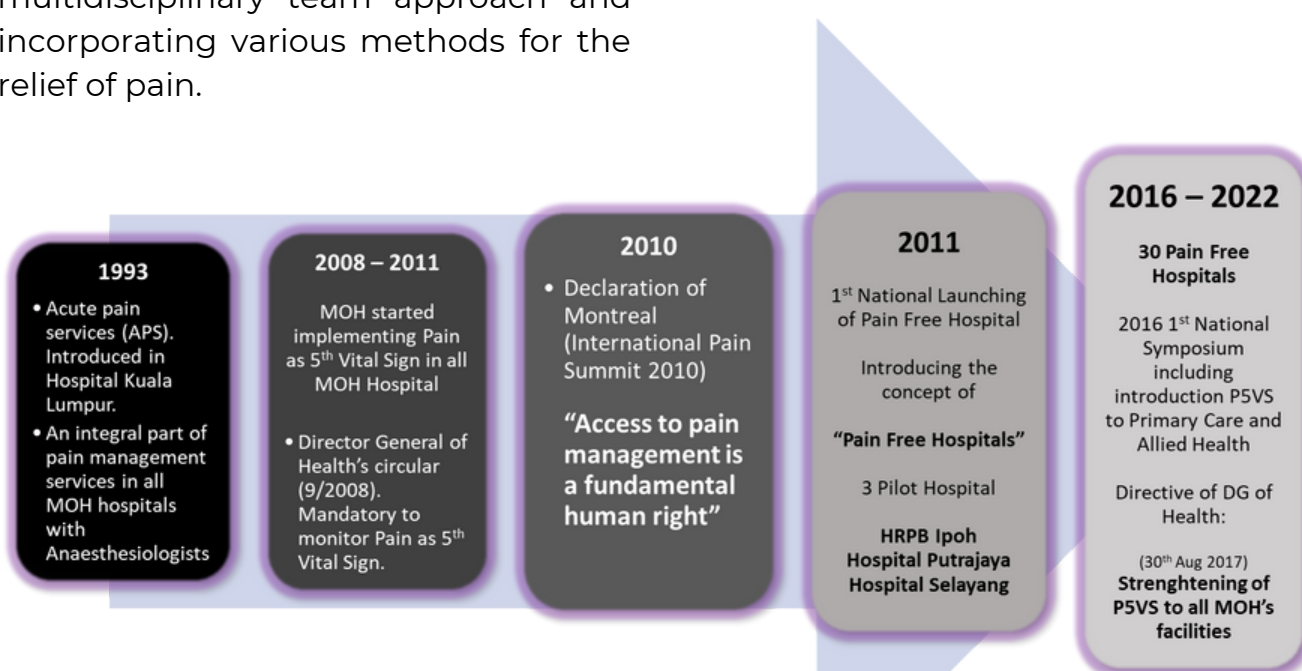 multidisciplinary team approach and
incorporating various methods for the
relief of pain.
1993
• Acute pain
services (APS).
Introduced in
Hospital Kuala
Lumpur.
• An integral part of
pain management
services in all
MOH hospitals
with
Anaesthesiologists
2008 – 2011
MOH started
implementing Pain
as 5th Vital Sign in all
MOH Hospital
• Director General of
Health's circular
(9/2008).
Mandatory to
monitor Pain as 5th
Vital Sign.
2010
• Declaration of
Montreal
(International Pain
Summit 2010)
“Access to pain
management is
a fundamental
human right”
2011
1st National Launching
of Pain Free Hospital
Introducing the
concept of
“Pain Free Hospitals”
3 Pilot Hospital
HRPB Ipoh
Hospital Putrajaya
Hospital Selayang
2016 – 2022
30 Pain Free
Hospitals
2016 1st National
Symposium
including
introduction P5VS
to Primary Care and
Allied Health
Directive of DG of
Health:
(30th Aug 2017)
Strenghtening of
P5VS to all MOH's
facilities